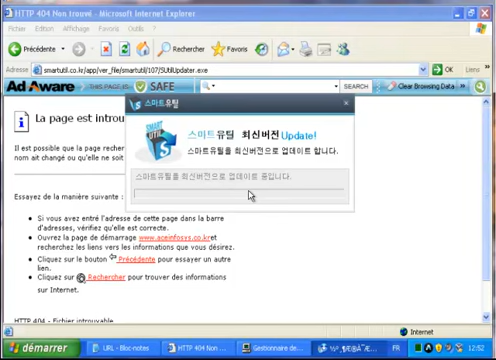 HTTP 404 Non trouvé - Microsoft Internet Explorer
Fichier Edition Affichage Favoris Outils ?
Précédente Rechercher Favoris
Adresse smartutil.co.kr/app/ver_file/smartutil/107/SUtilUpdater.exe OK Liens »
Ad-Aware THIS PAGE IS SAFE SEARCH Clear Browsing Data
스마트유틸
La page est introu
스마트유틸 최신버전 Update!
스마트유틸를 최신버전으로 업데이트 합니다.
Il est possible que la page recher
nom ait changé ou qu'elle ne soit
스마트유틸를 최신버전으로 업데이트 중입니다.
Essayez de la manière suivante :
Si vous avez entré l'adresse de cette page dans la barre
d'adresses, vérifiez qu'elle est correcte.
Ouvrez la page de démarrage www.aceinfosys.co.kr et
recherchez les liens vers les informations que vous désirez.
Cliquez sur le bouton Précédente pour essayer un autre
lien.
Cliquez sur Rechercher pour trouver des informations
sur Internet.
HTTP 404 - Fichier introuvable
Internet
démarrer URL - Bloc-notes HTTP 404 Non ... Gestionnaire de... FR 12:52